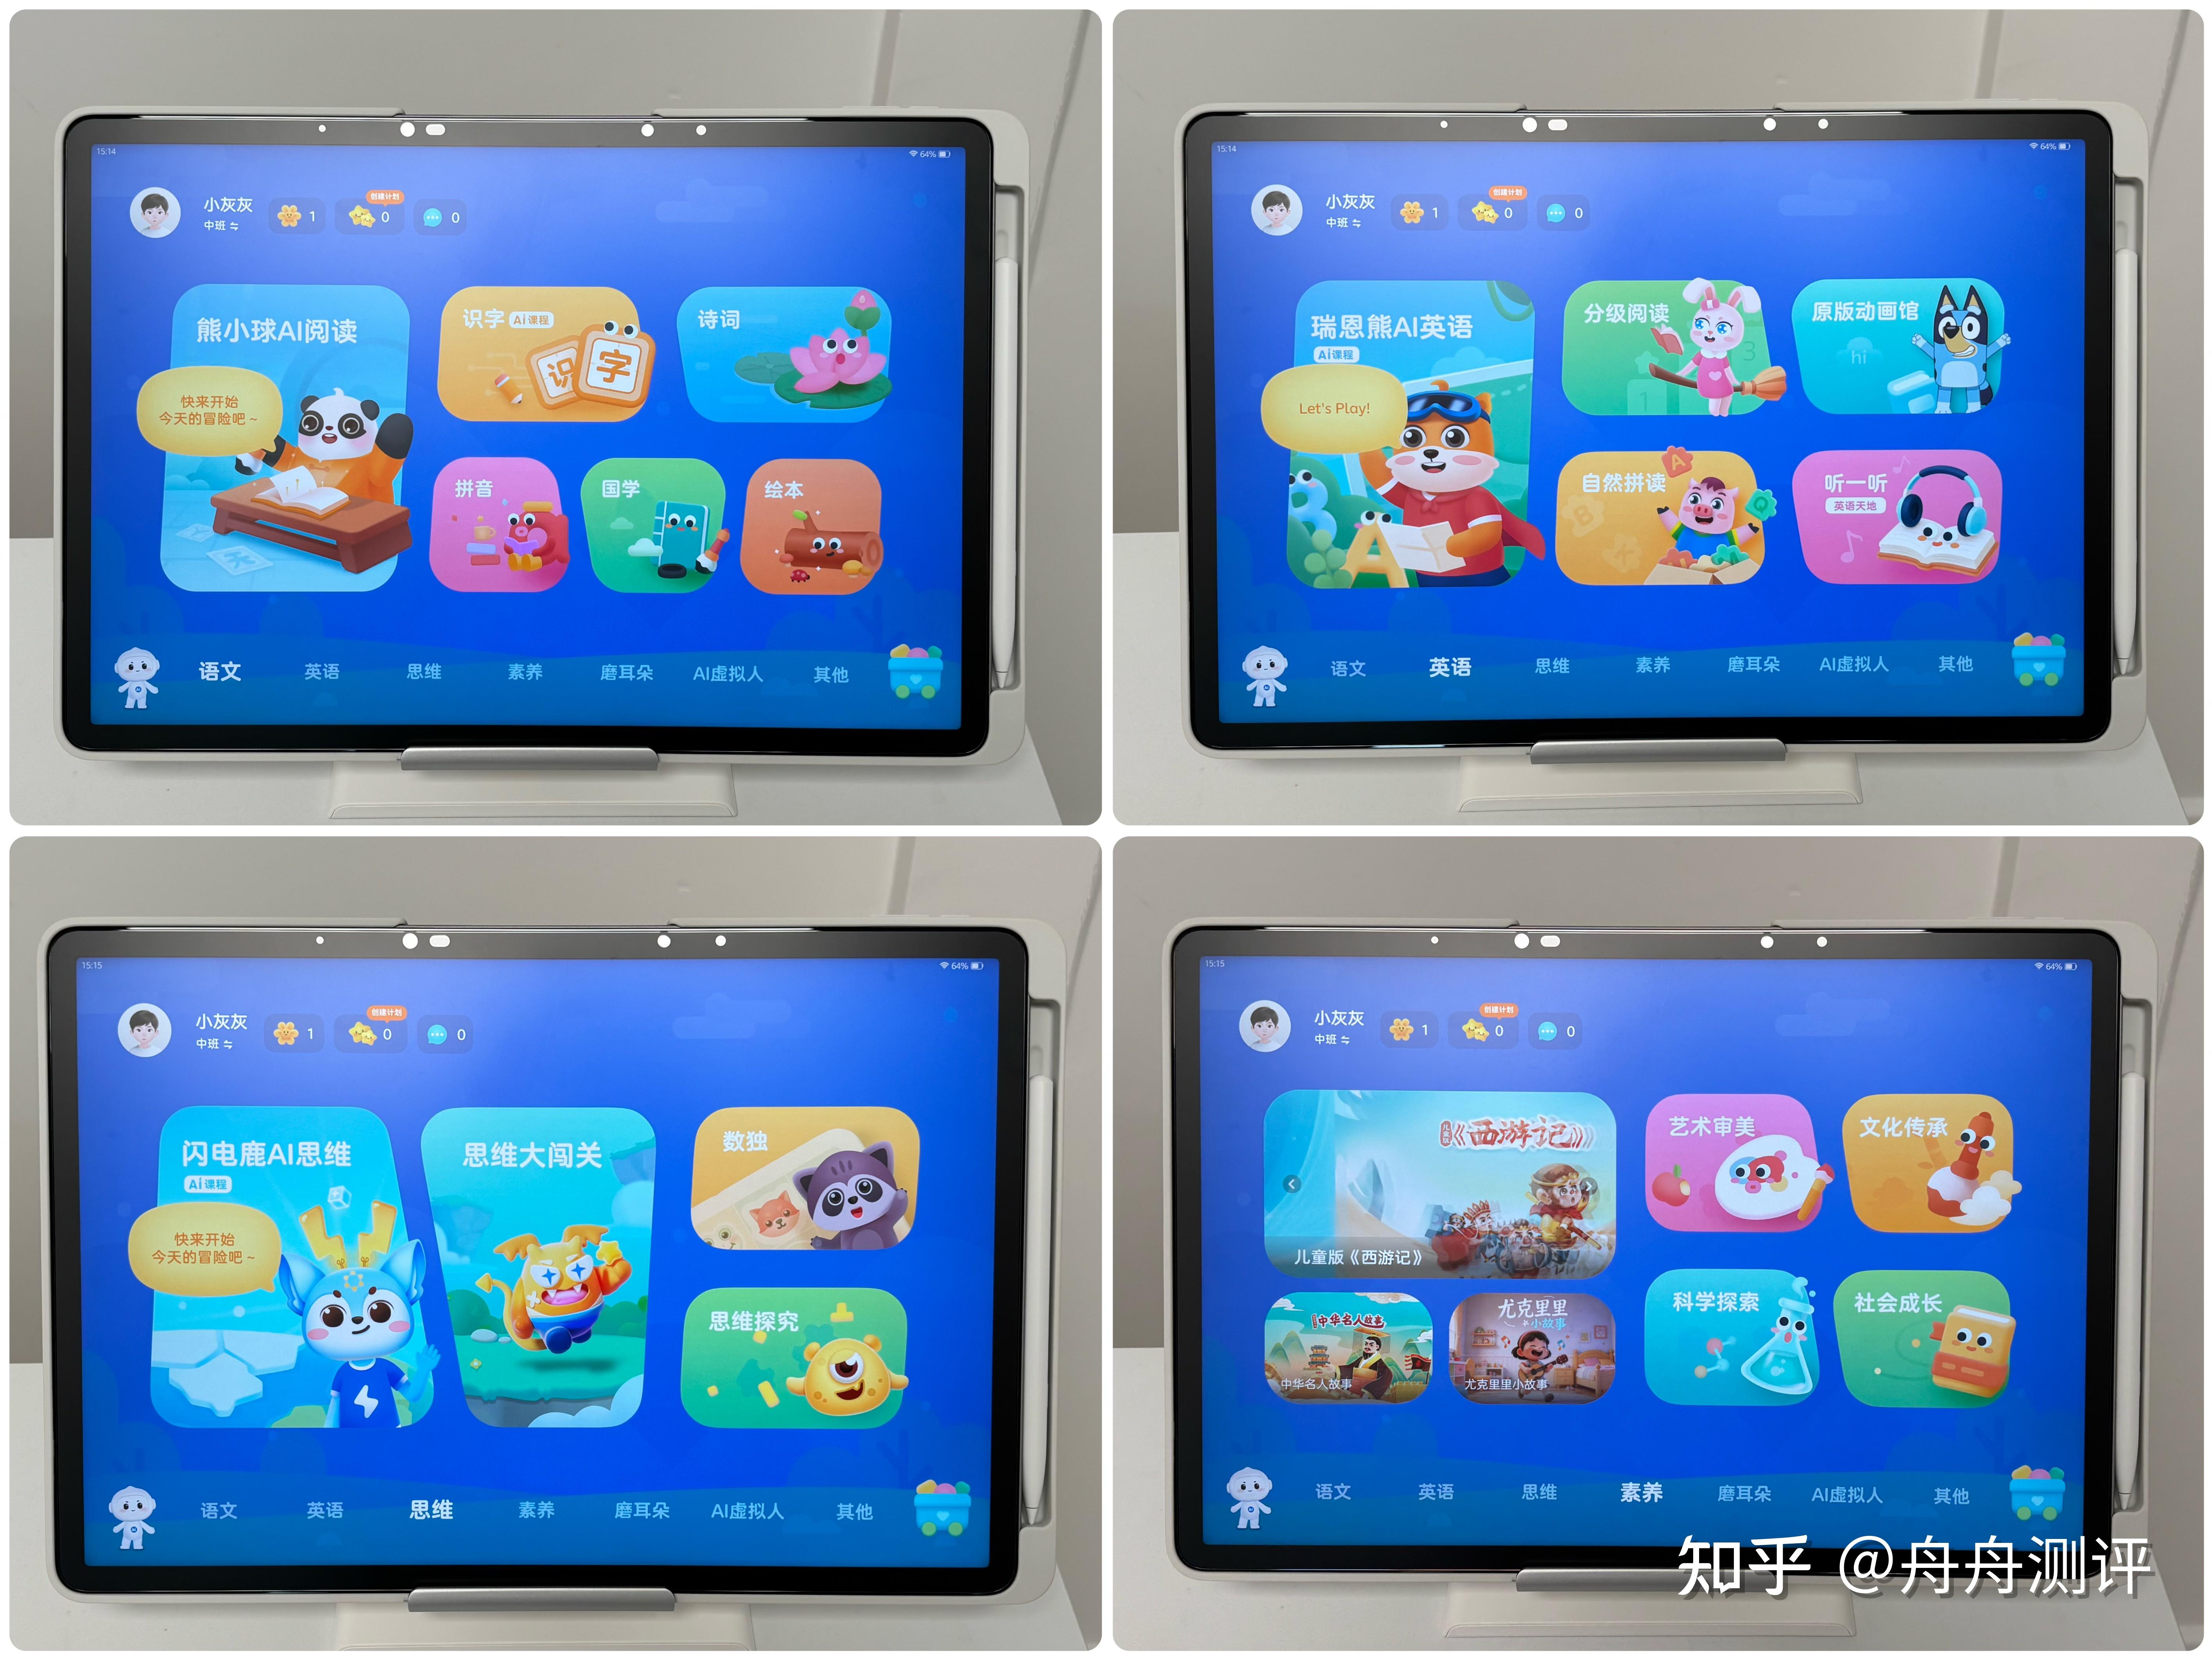 15:14
64%
小灰灰
中班
1
创建计划
0
0
熊小球AI阅读
快来开始
今天的冒险吧~
识字 Ai课程
识 字
诗词
拼音
国学
绘本
语文 英语 思维 素养 磨耳朵 AI虚拟人 其他
15:14
64%
小灰灰
中班
1
创建计划
0
0
瑞恩熊AI英语
Ai课程
Let's Play!
B
A
分级阅读
1
3
原版动画馆
hi
自然拼读
A
B
Q
K
听一听
英语天地
语文 英语 思维 素养 磨耳朵 AI虚拟人 其他
15:15
64%
小灰灰
中班
1
创建计划
0
0
闪电鹿AI思维
Ai课程
快来开始
今天的冒险吧~
思维大闯关
数独
思维探究
语文 英语 思维 素养 磨耳朵 AI虚拟人 其他
15:15
64%
小灰灰
中班
1
创建计划
0
0
儿童版《西游记》
儿童版《西游记》
中华名人故事
中华名人故事
尤克里里
小故事
尤克里里小故事
艺术审美
文化传承
科学探索
社会成长
语文 英语 思维 素养 磨耳朵 AI虚拟人 其他
知乎 @舟舟测评